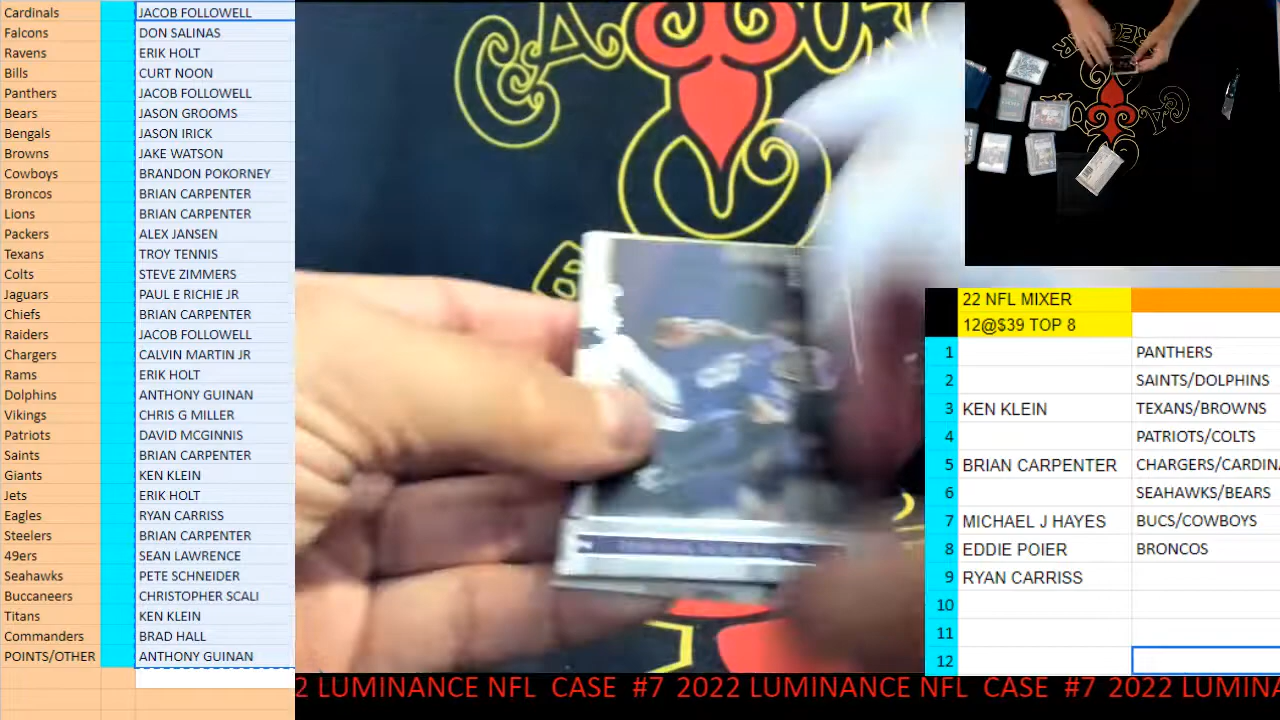 Cardinals JACOB FOLLOWELL
Falcons DON SALINAS
Ravens ERIK HOLT
Bills CURT NOON
Panthers JACOB FOLLOWELL
Bears JASON GROOMS
Bengals JASON IRICK
Browns JAKE WATSON
Cowboys BRANDON POKORNEY
Broncos BRIAN CARPENTER
Lions BRIAN CARPENTER
Packers ALEX JANSEN
Texans TROY TENNIS
Colts STEVE ZIMMERS
Jaguars PAUL E RICHIE JR
Chiefs BRIAN CARPENTER
Raiders JACOB FOLLOWELL
Chargers CALVIN MARTIN JR
Rams ERIK HOLT
Dolphins ANTHONY GUINAN
Vikings CHRIS G MILLER
Patriots DAVID MCGINNIS
Saints BRIAN CARPENTER
Giants KEN KLEIN
Jets ERIK HOLT
Eagles RYAN CARRISS
Steelers BRIAN CARPENTER
49ers SEAN LAWRENCE
Seahawks PETE SCHNEIDER
Buccaneers CHRISTOPHER SCALI
Titans KEN KLEIN
Commanders BRAD HALL
POINTS/OTHER ANTHONY GUINAN
22 NFL MIXER
12@$39 TOP 8
1 PANTHERS
2 SAINTS/DOLPHINS
3 KEN KLEIN TEXANS/BROWNS
4 PATRIOTS/COLTS
5 BRIAN CARPENTER CHARGERS/CARDINA
6 SEAHAWKS/BEARS
7 MICHAEL J HAYES BUCS/COWBOYS
8 EDDIE POIER BRONCOS
9 RYAN CARRISS
10
11
12
2 LUMINANCE NFL CASE #7 2022 LUMINANCE NFL CASE #7 2022 LUMINA